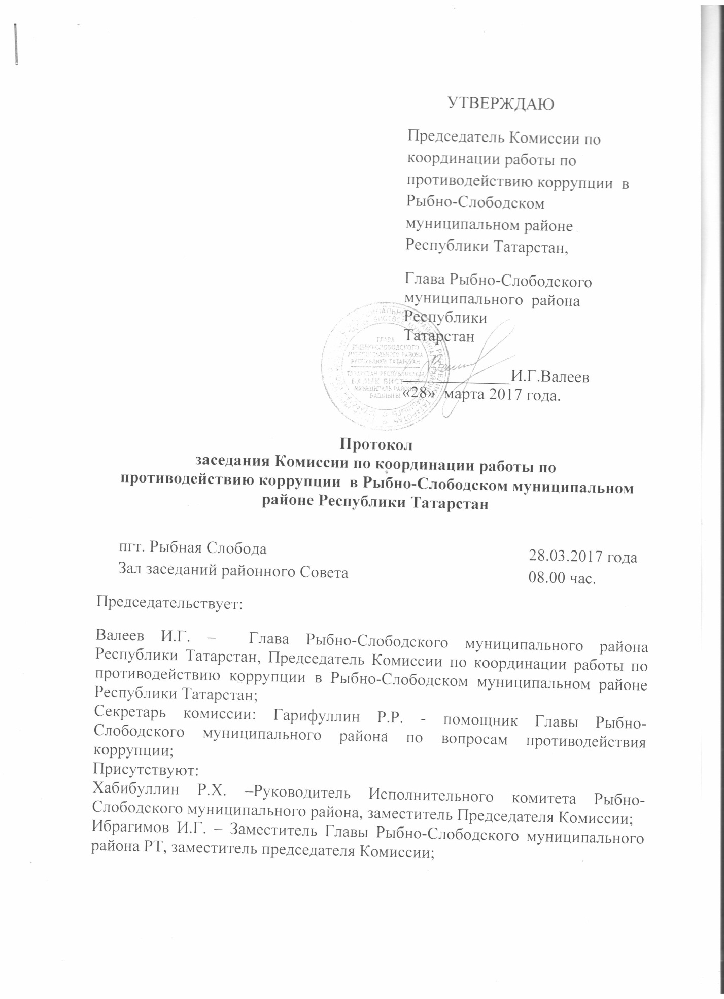 УТВЕРЖДАЮ
Председатель Комиссии по
координации работы по
противодействию коррупции в
Рыбно-Слободском
муниципальном районе
Республики Татарстан,
Глава Рыбно-Слободского
муниципального района
Республики
Татарстан
ГЛАВА
РЫБНО-СЛОБОДСКОГО
МУНИЦИПАЛЬНОГО РАЙОНА
РЕСПУБЛИКИ ТАТАРСТАН
ТАТАРСТАН РЕСПУБЛИКАСЫ
БАЛЫК БИСТӘСЕ
МУНИЦИПАЛЬ РАЙОНЫ
БАШЛЫГЫ
_______________И.Г.Валеев
«28» марта 2017 года.
Протокол
заседания Комиссии по координации работы по
противодействию коррупции в Рыбно-Слободском муниципальном
районе Республики Татарстан
пгт. Рыбная Слобода 28.03.2017 года
Зал заседаний районного Совета 08.00 час.
Председательствует:
Валеев И.Г. – Глава Рыбно-Слободского муниципального района
Республики Татарстан, Председатель Комиссии по координации работы по
противодействию коррупции в Рыбно-Слободском муниципальном районе
Республики Татарстан;
Секретарь комиссии: Гарифуллин Р.Р. - помощник Главы Рыбно-
Слободского муниципального района по вопросам противодействия
коррупции;
Присутствуют:
Хабибуллин Р.Х. –Руководитель Исполнительного комитета Рыбно-
Слободского муниципального района, заместитель Председателя Комиссии;
Ибрагимов И.Г. – Заместитель Главы Рыбно-Слободского муниципального
района РТ, заместитель председателя Комиссии;